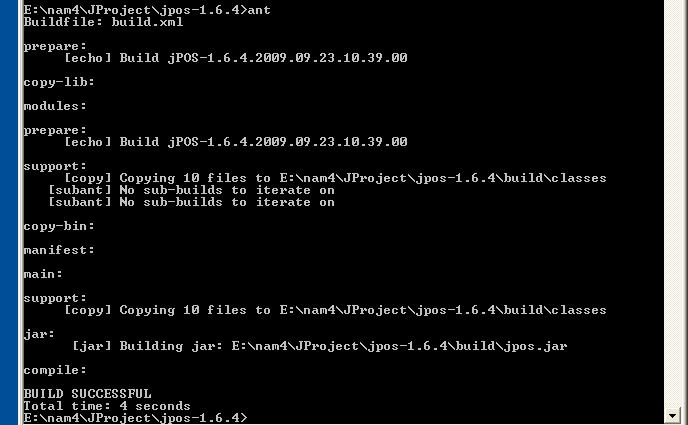 E:\nam4\JProject\jpos-1.6.4>ant
Buildfile: build.xml
prepare:
[echo] Build jPOS-1.6.4.2009.09.23.10.39.00
copy-lib:
modules:
prepare:
[echo] Build jPOS-1.6.4.2009.09.23.10.39.00
support:
[copy] Copying 10 files to E:\nam4\JProject\jpos-1.6.4\build\classes
[subant] No sub-builds to iterate on
[subant] No sub-builds to iterate on
copy-bin:
manifest:
main:
support:
[copy] Copying 10 files to E:\nam4\JProject\jpos-1.6.4\build\classes
jar:
[jar] Building jar: E:\nam4\JProject\jpos-1.6.4\build\jpos.jar
compile:
BUILD SUCCESSFUL
Total time: 4 seconds
E:\nam4\JProject\jpos-1.6.4>